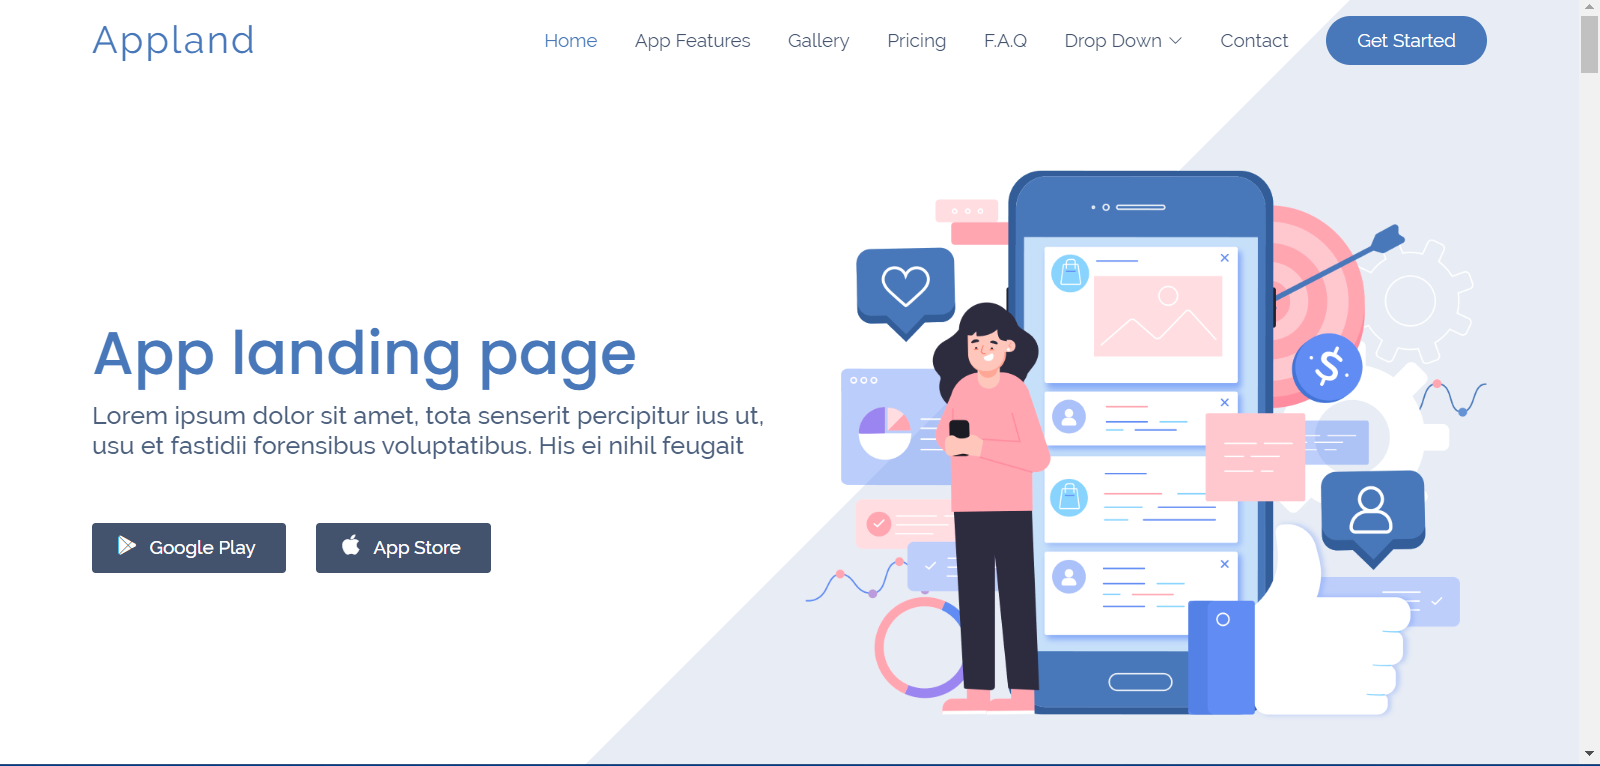 Appland
Home App Features Gallery Pricing F.A.Q Drop Down Contact Get Started
App landing page
Lorem ipsum dolor sit amet, tota senserit percipitur ius ut,
usu et fastidii forensibus voluptatibus. His ei nihil feugait
Google Play App Store